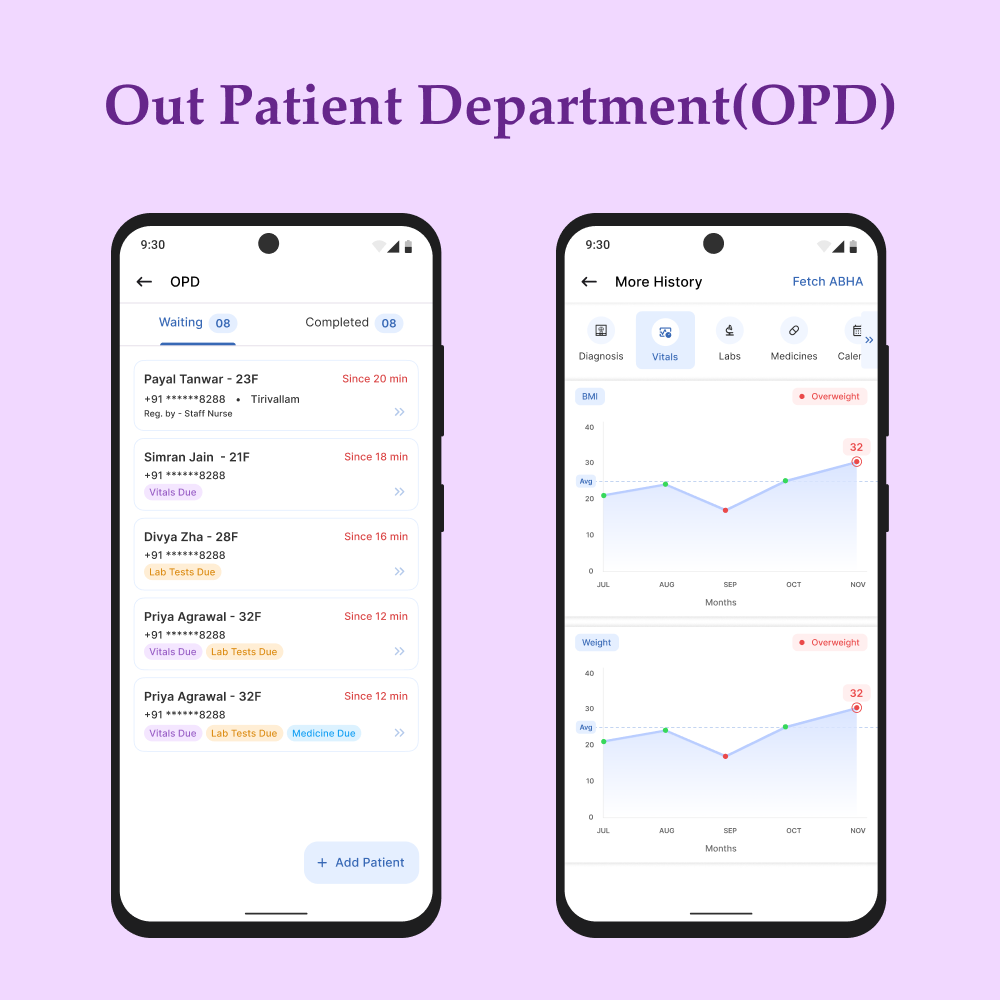 Out Patient Department(OPD)
9:30
OPD
Waiting 08 Completed 08
Payal Tanwar - 23F Since 20 min
+91 ******8288 • Tirivallam
Reg. by - Staff Nurse
Simran Jain - 21F Since 18 min
+91 ******8288
Vitals Due
Divya Zha - 28F Since 16 min
+91 ******8288
Lab Tests Due
Priya Agrawal - 32F Since 12 min
+91 ******8288
Vitals Due Lab Tests Due
Priya Agrawal - 32F Since 12 min
+91 ******8288
Vitals Due Lab Tests Due Medicine Due
+ Add Patient
9:30
More History Fetch ABHA
Diagnosis Vitals Labs Medicines Caler
BMI Overweight
40
32
30
Avg
20
10
0
JUL AUG SEP OCT NOV
Months
Weight Overweight
40
32
30
Avg
20
10
0
JUL AUG SEP OCT NOV
Months